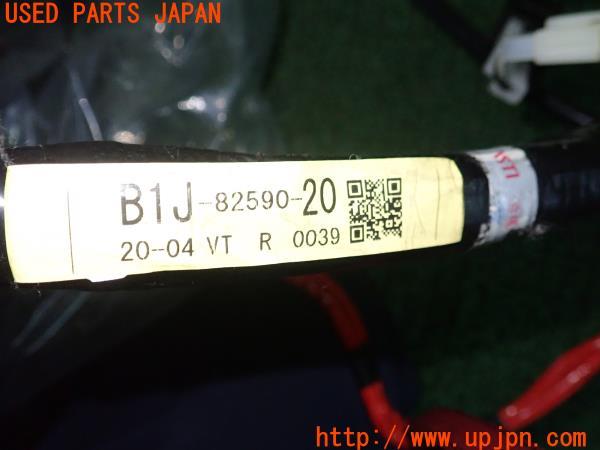 USED PARTS JAPAN
B1J-82590-20
20--04 VT R 0039
http://www.upjpn.com/